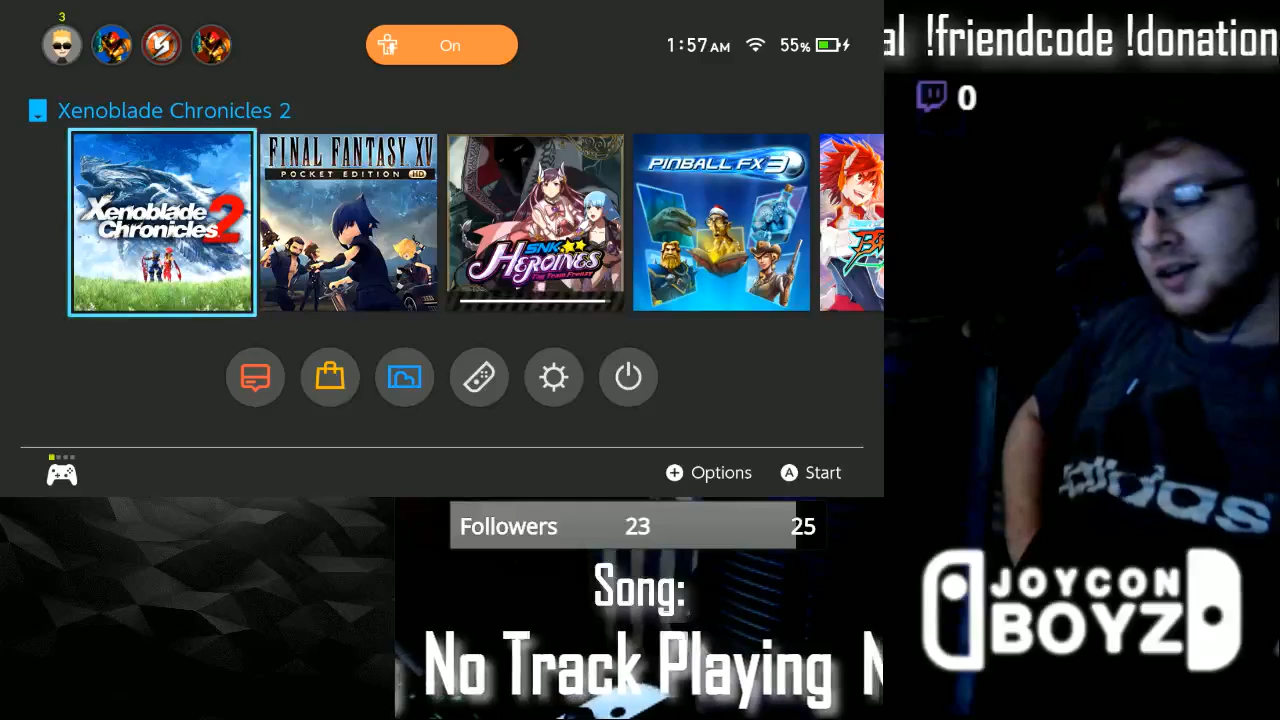 3
On
1:57 AM 55%
al !friendcode !donation
0
Xenoblade Chronicles 2
Xenoblade Chronicles 2
FINAL FANTASY XV
POCKET EDITION HD
SNK HEROINES
Tag Team Frenzy
PINBALL FX3
Options
Start
adidas
Followers 23 25
Song:
No Track Playing N
JOYCON
BOYZ